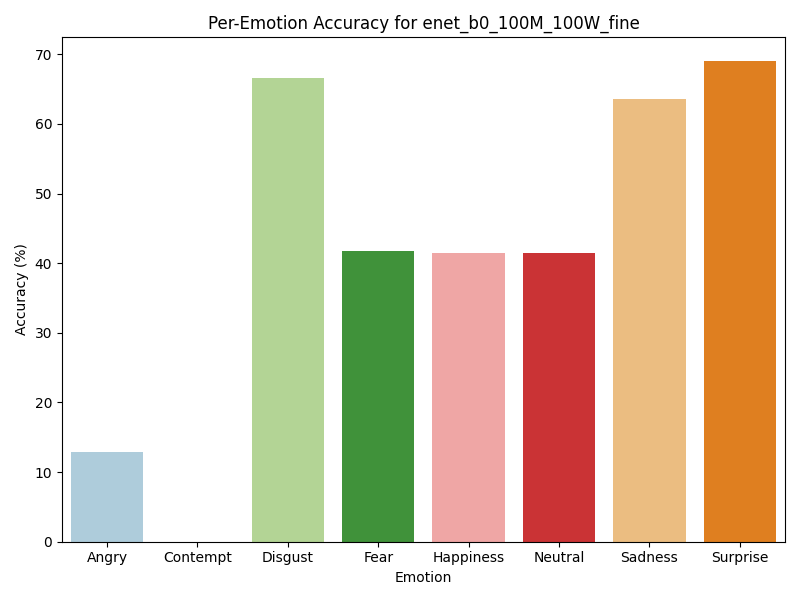 Per-Emotion Accuracy for enet_b0_100M_100W_fine
Accuracy (%)
70
60
50
40
30
20
10
0
Angry Contempt Disgust Fear Happiness Neutral Sadness Surprise
Emotion